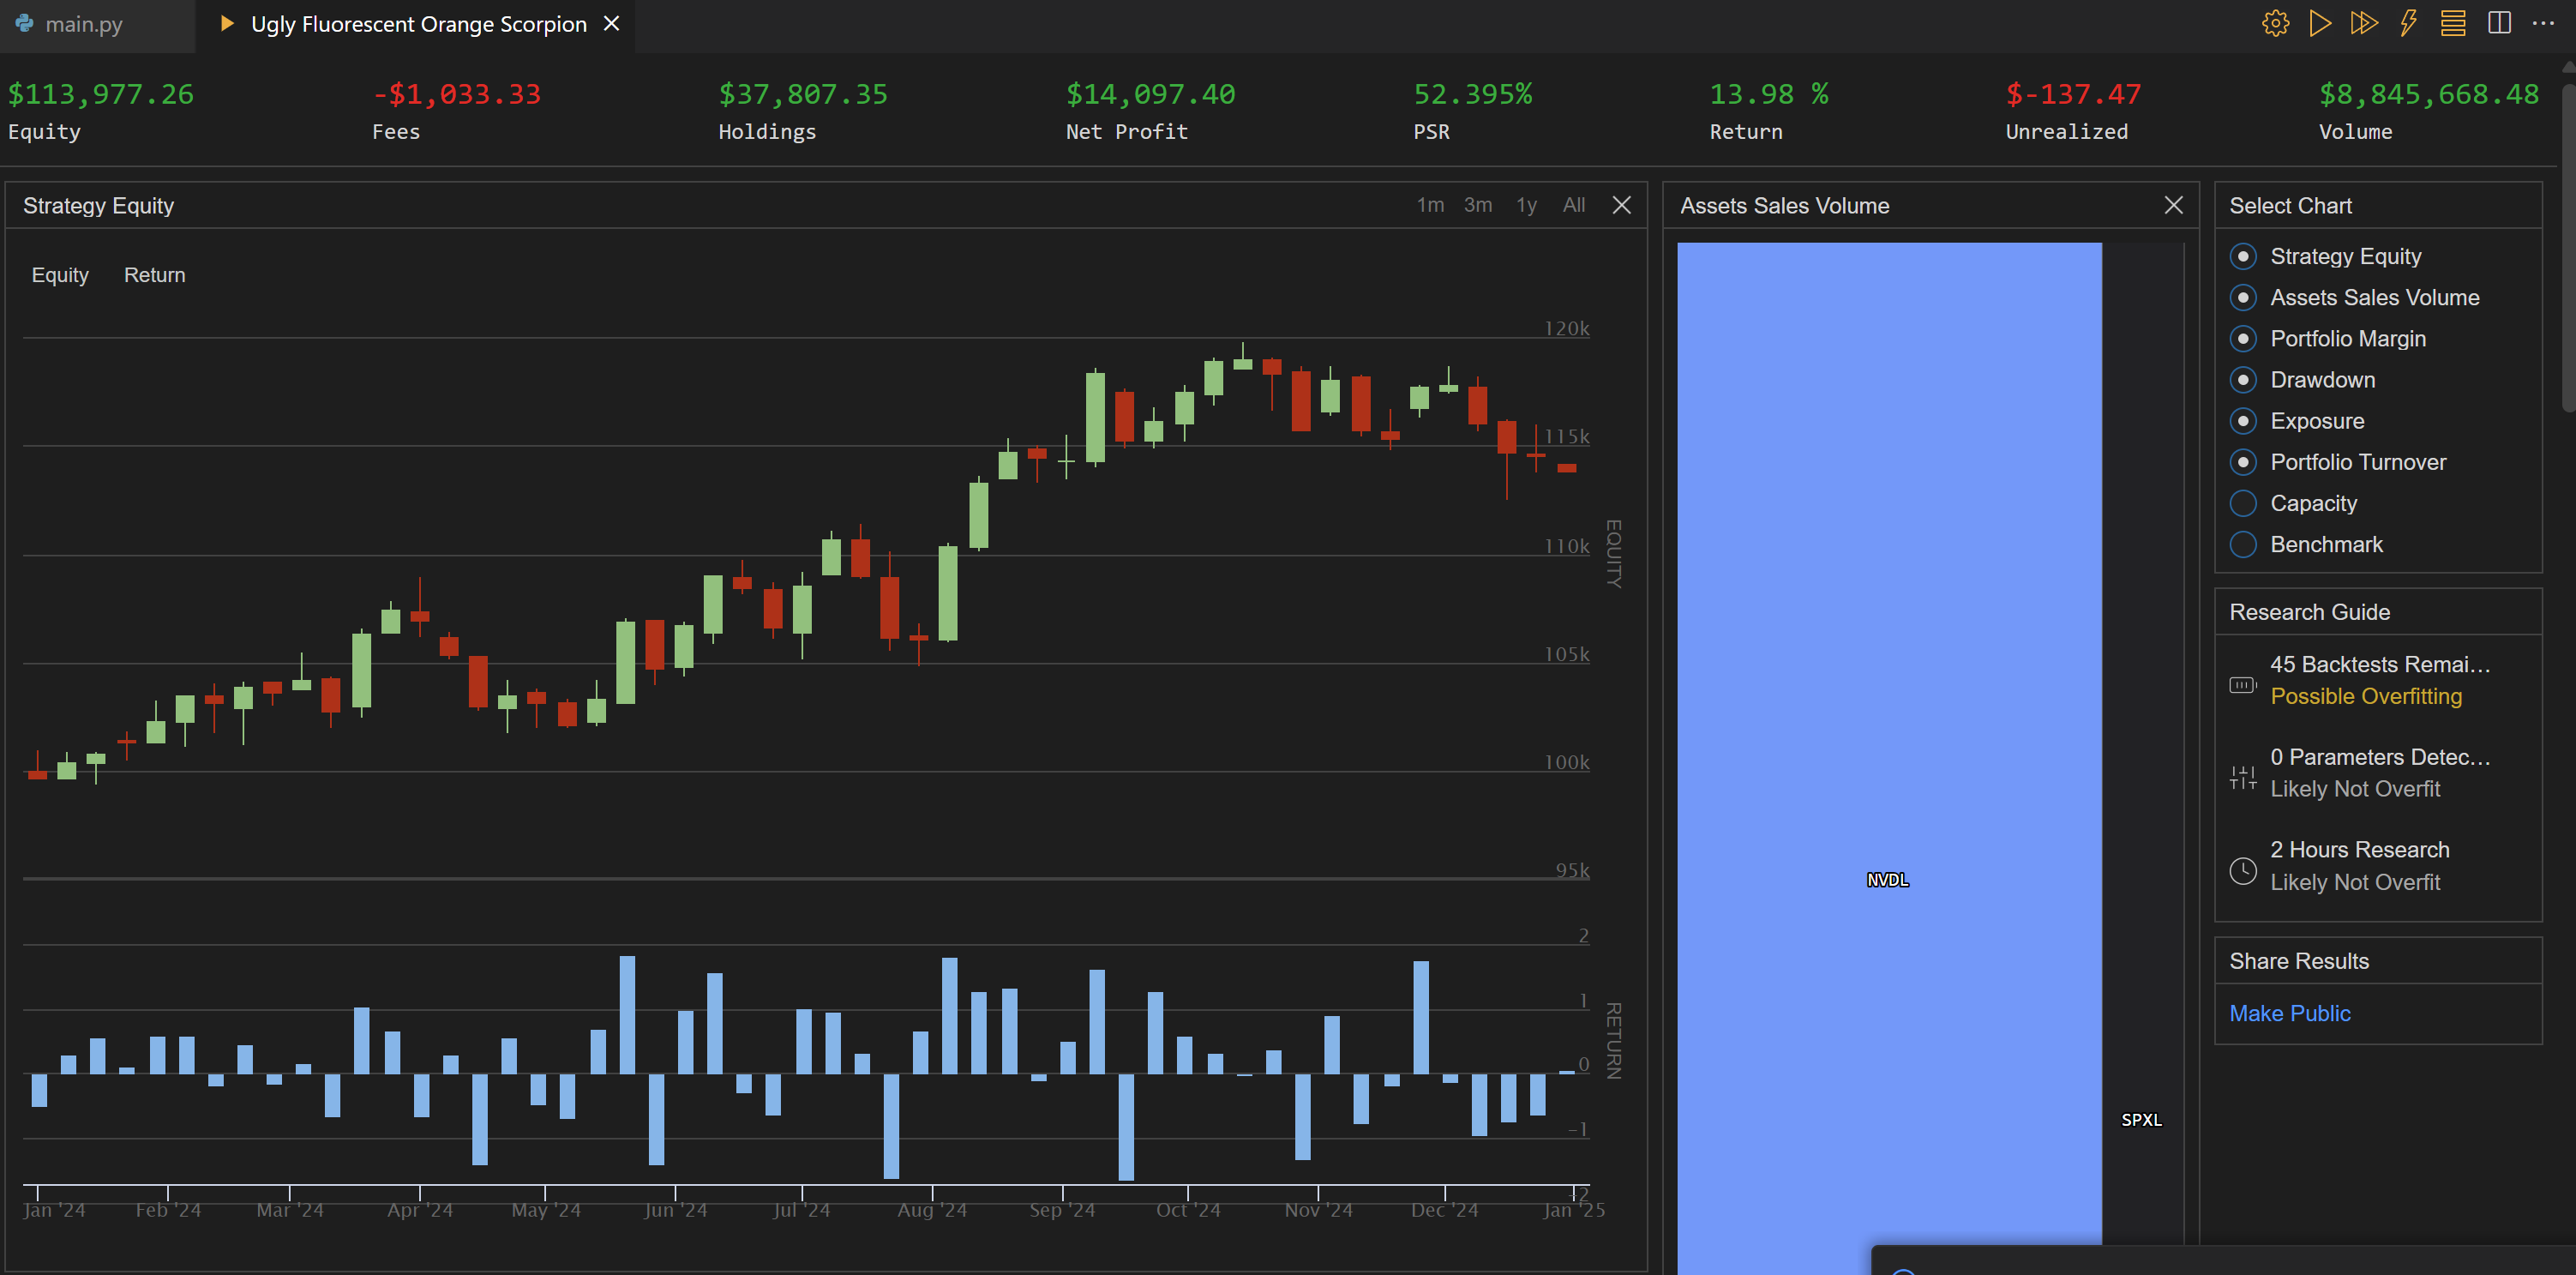 main.py
Ugly Fluorescent Orange Scorpion
$113,977.26
Equity
-$1,033.33
Fees
$37,807.35
Holdings
$14,097.40
Net Profit
52.395%
PSR
13.98 %
Return
$-137.47
Unrealized
$8,845,668.48
Volume
Strategy Equity
1m 3m 1y All
Equity Return
120k
115k
110k
105k
100k
95k
EQUITY
2
1
0
-1
-2
RETURN
Jan '24 Feb '24 Mar '24 Apr '24 May '24 Jun '24 Jul '24 Aug '24 Sep '24 Oct '24 Nov '24 Dec '24 Jan '25
Assets Sales Volume
NVDL
SPXL
Select Chart
Strategy Equity
Assets Sales Volume
Portfolio Margin
Drawdown
Exposure
Portfolio Turnover
Capacity
Benchmark
Research Guide
45 Backtests Remai...
Possible Overfitting
0 Parameters Detec...
Likely Not Overfit
2 Hours Research
Likely Not Overfit
Share Results
Make Public